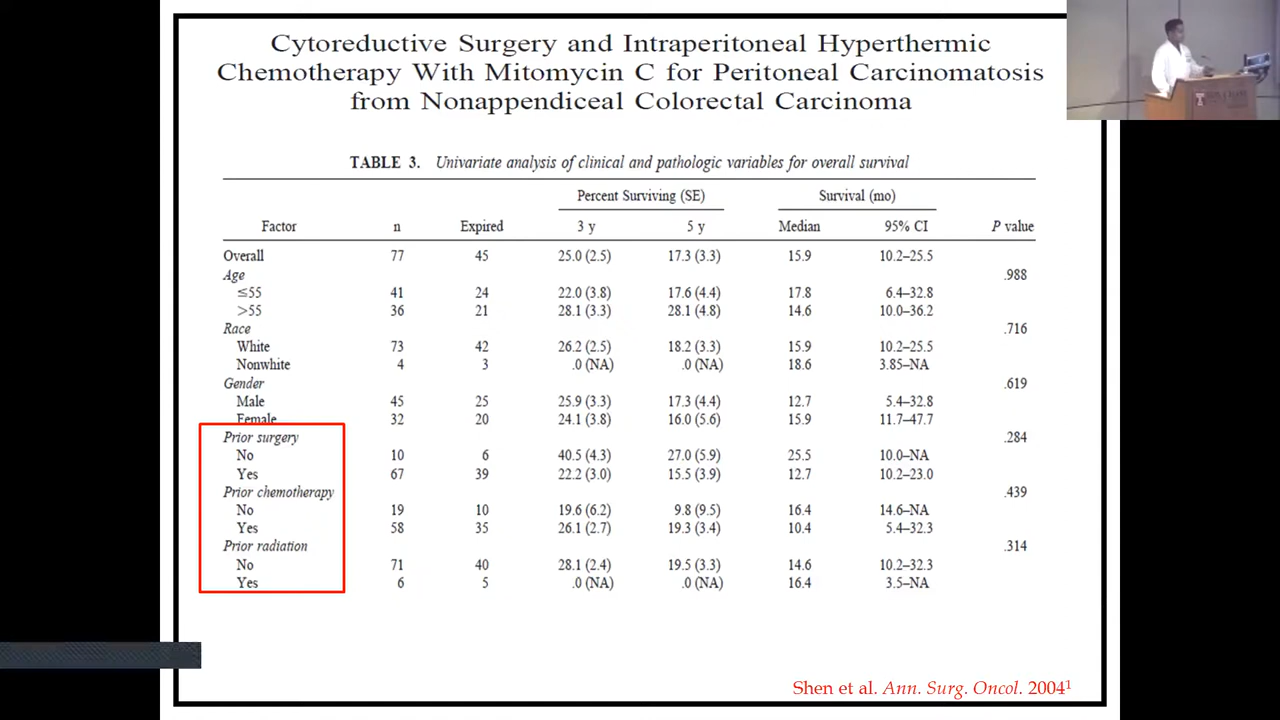 Cytoreductive Surgery and Intraperitoneal Hyperthermic
Chemotherapy With Mitomycin C for Peritoneal Carcinomatosis
from Nonappendiceal Colorectal Carcinoma
TABLE 3. Univariate analysis of clinical and pathologic variables for overall survival
Percent Surviving (SE) Survival (mo)
Factor n Expired 3 y 5 y Median 95% CI P value
Overall 77 45 25.0 (2.5) 17.3 (3.3) 15.9 10.2–25.5
Age .988
≤55 41 24 22.0 (3.8) 17.6 (4.4) 17.8 6.4–32.8
>55 36 21 28.1 (3.3) 28.1 (4.8) 14.6 10.0–36.2
Race .716
White 73 42 26.2 (2.5) 18.2 (3.3) 15.9 10.2–25.5
Nonwhite 4 3 .0 (NA) .0 (NA) 18.6 3.85–NA
Gender .619
Male 45 25 25.9 (3.3) 17.3 (4.4) 12.7 5.4–32.8
Female 32 20 24.1 (3.8) 16.0 (5.6) 15.9 11.7–47.7
Prior surgery .284
No 10 6 40.5 (4.3) 27.0 (5.9) 25.5 10.0–NA
Yes 67 39 22.2 (3.0) 15.5 (3.9) 12.7 10.2–23.0
Prior chemotherapy .439
No 19 10 19.6 (6.2) 9.8 (9.5) 16.4 14.6–NA
Yes 58 35 26.1 (2.7) 19.3 (3.4) 10.4 5.4–32.3
Prior radiation .314
No 71 40 28.1 (2.4) 19.5 (3.3) 14.6 10.2–32.3
Yes 6 5 .0 (NA) .0 (NA) 16.4 3.5–NA
Shen et al. Ann. Surg. Oncol. 2004¹